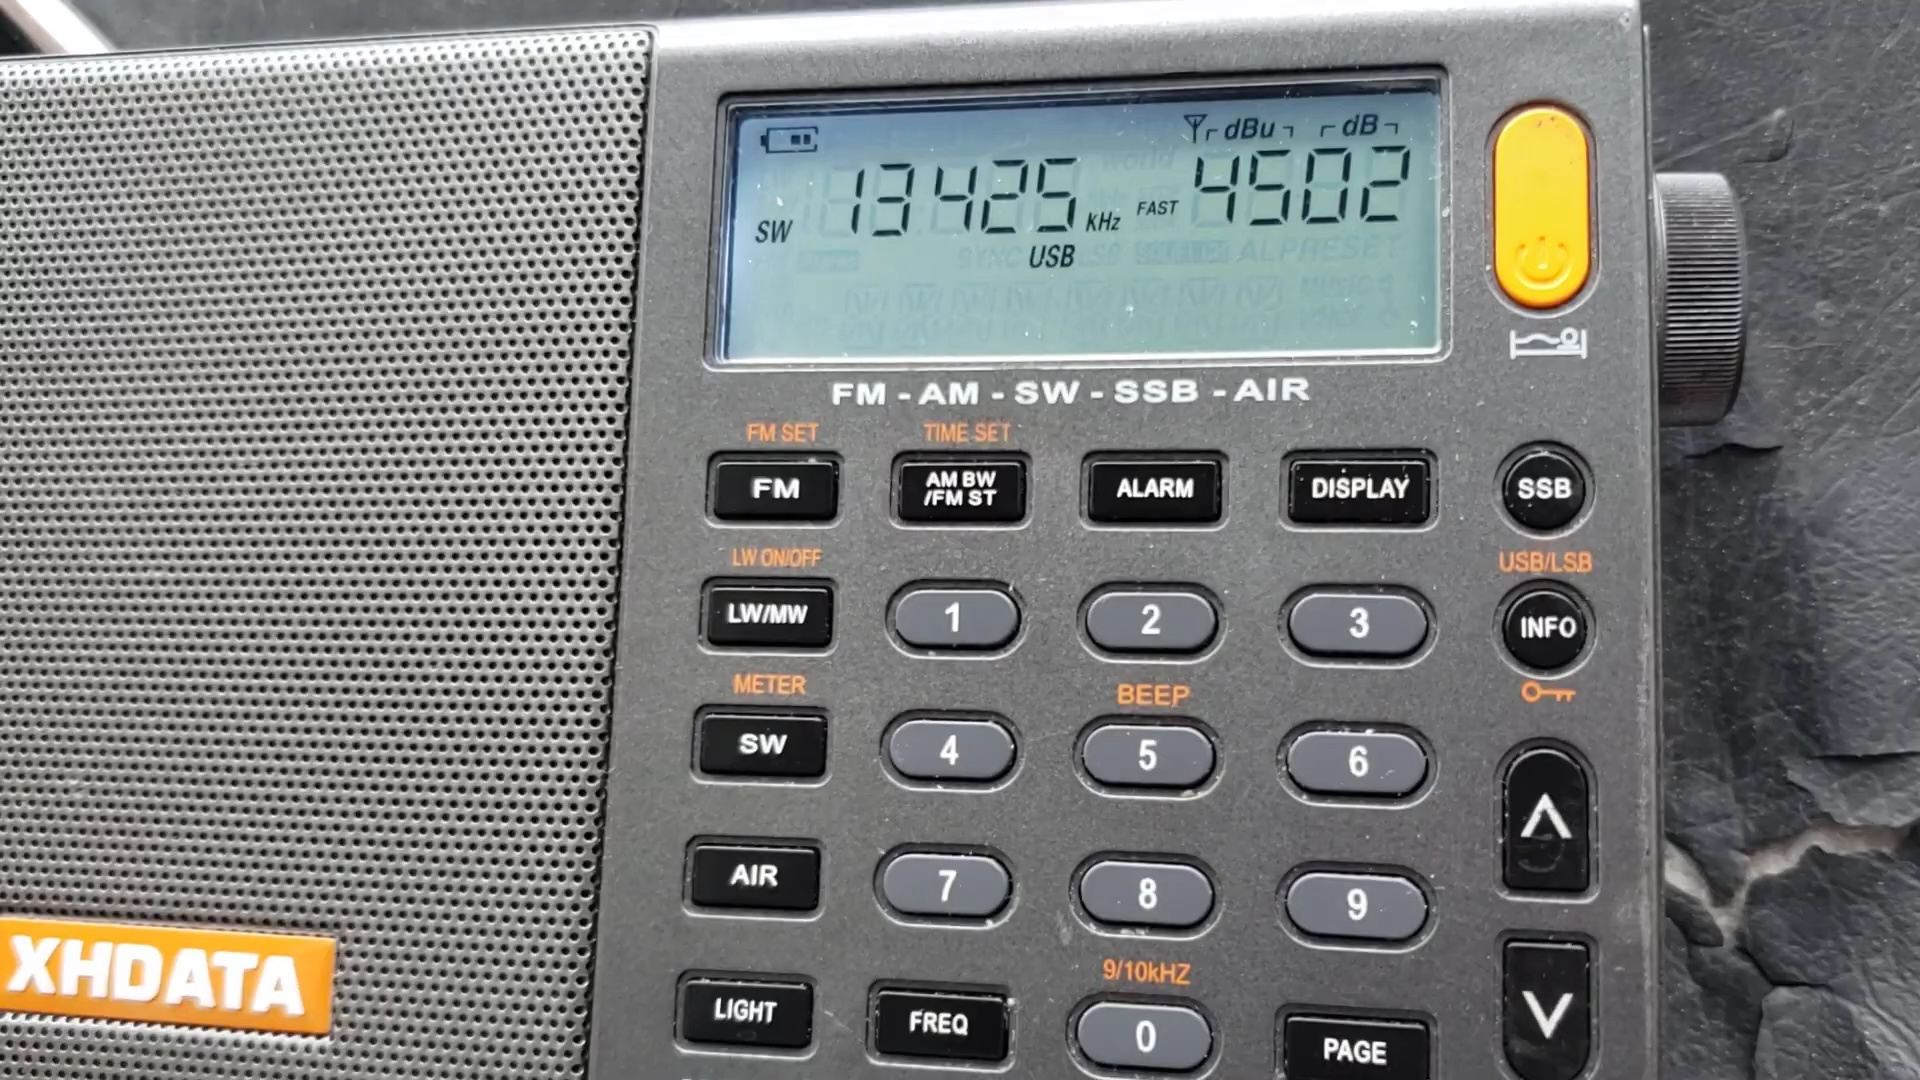 dBu dB
SW 13425 KHz FAST 4502
USB
FM - AM - SW - SSB - AIR
FM SET TIME SET
FM AM BW /FM ST ALARM DISPLAY SSB
LW ON/OFF USB/LSB
LW/MW 1 2 3 INFO
METER BEEP
SW 4 5 6
AIR 7 8 9
XHDATA
9/10kHZ
LIGHT FREQ 0 PAGE